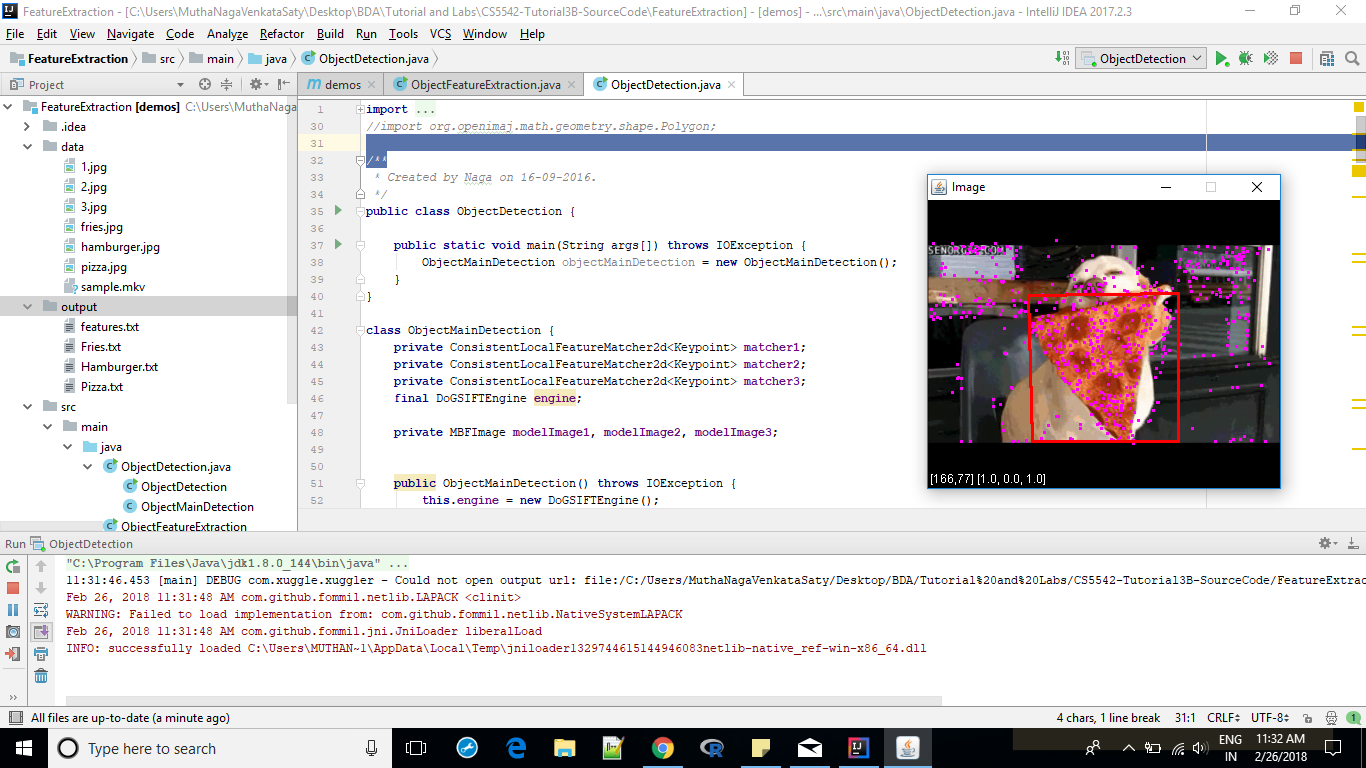 FeatureExtraction - [C:\Users\MuthaNagaVenkataSaty\Desktop\BDA\Tutorial and Labs\CS5542-Tutorial3B-SourceCode\FeatureExtraction] - [demos] - ...\src\main\java\ObjectDetection.java - IntelliJ IDEA 2017.2.3
File Edit View Navigate Code Analyze Refactor Build Run Tools VCS Window Help
FeatureExtraction src main java ObjectDetection.java ObjectDetection
Project
demos ObjectFeatureExtraction.java ObjectDetection.java
FeatureExtraction [demos] C:\Users\MuthaNaga
.idea
data
1.jpg
2.jpg
3.jpg
fries.jpg
hamburger.jpg
pizza.jpg
sample.mkv
output
features.txt
Fries.txt
Hamburger.txt
Pizza.txt
src
main
java
ObjectDetection.java
ObjectDetection
ObjectMainDetection
ObjectFeatureExtraction
1 import ...
30 //import org.openimaj.math.geometry.shape.Polygon;
31
32 /**
33 * Created by Naga on 16-09-2016.
34 */
35 public class ObjectDetection {
36
37 public static void main(String args[]) throws IOException {
38 ObjectMainDetection objectMainDetection = new ObjectMainDetection();
39 }
40 }
41
42 class ObjectMainDetection {
43 private ConsistentLocalFeatureMatcher2d<Keypoint> matcher1;
44 private ConsistentLocalFeatureMatcher2d<Keypoint> matcher2;
45 private ConsistentLocalFeatureMatcher2d<Keypoint> matcher3;
46 final DoGSIFTEngine engine;
47
48 private MBFImage modelImage1, modelImage2, modelImage3;
49
50
51 public ObjectMainDetection() throws IOException {
52 this.engine = new DoGSIFTEngine();
Image
[166,77] [1.0, 0.0, 1.0]
Run ObjectDetection
"C:\Program Files\Java\jdk1.8.0_144\bin\java" ...
11:31:46.453 [main] DEBUG com.xuggle.xuggler - Could not open output url: file:/C:/Users/MuthaNagaVenkataSaty/Desktop/BDA/Tutorial%20and%20Labs/CS5542-Tutorial3B-SourceCode/FeatureExtrac
Feb 26, 2018 11:31:48 AM com.github.fommil.netlib.LAPACK <clinit>
WARNING: Failed to load implementation from: com.github.fommil.netlib.NativeSystemLAPACK
Feb 26, 2018 11:31:48 AM com.github.fommil.jni.JniLoader liberalLoad
INFO: successfully loaded C:\Users\MUTHAN~1\AppData\Local\Temp\jniloader1329744615144946083netlib-native_ref-win-x86_64.dll
All files are up-to-date (a minute ago) 4 chars, 1 line break 31:1 CRLF UTF-8 1
Type here to search
ENG 11:32 AM
IN 2/26/2018